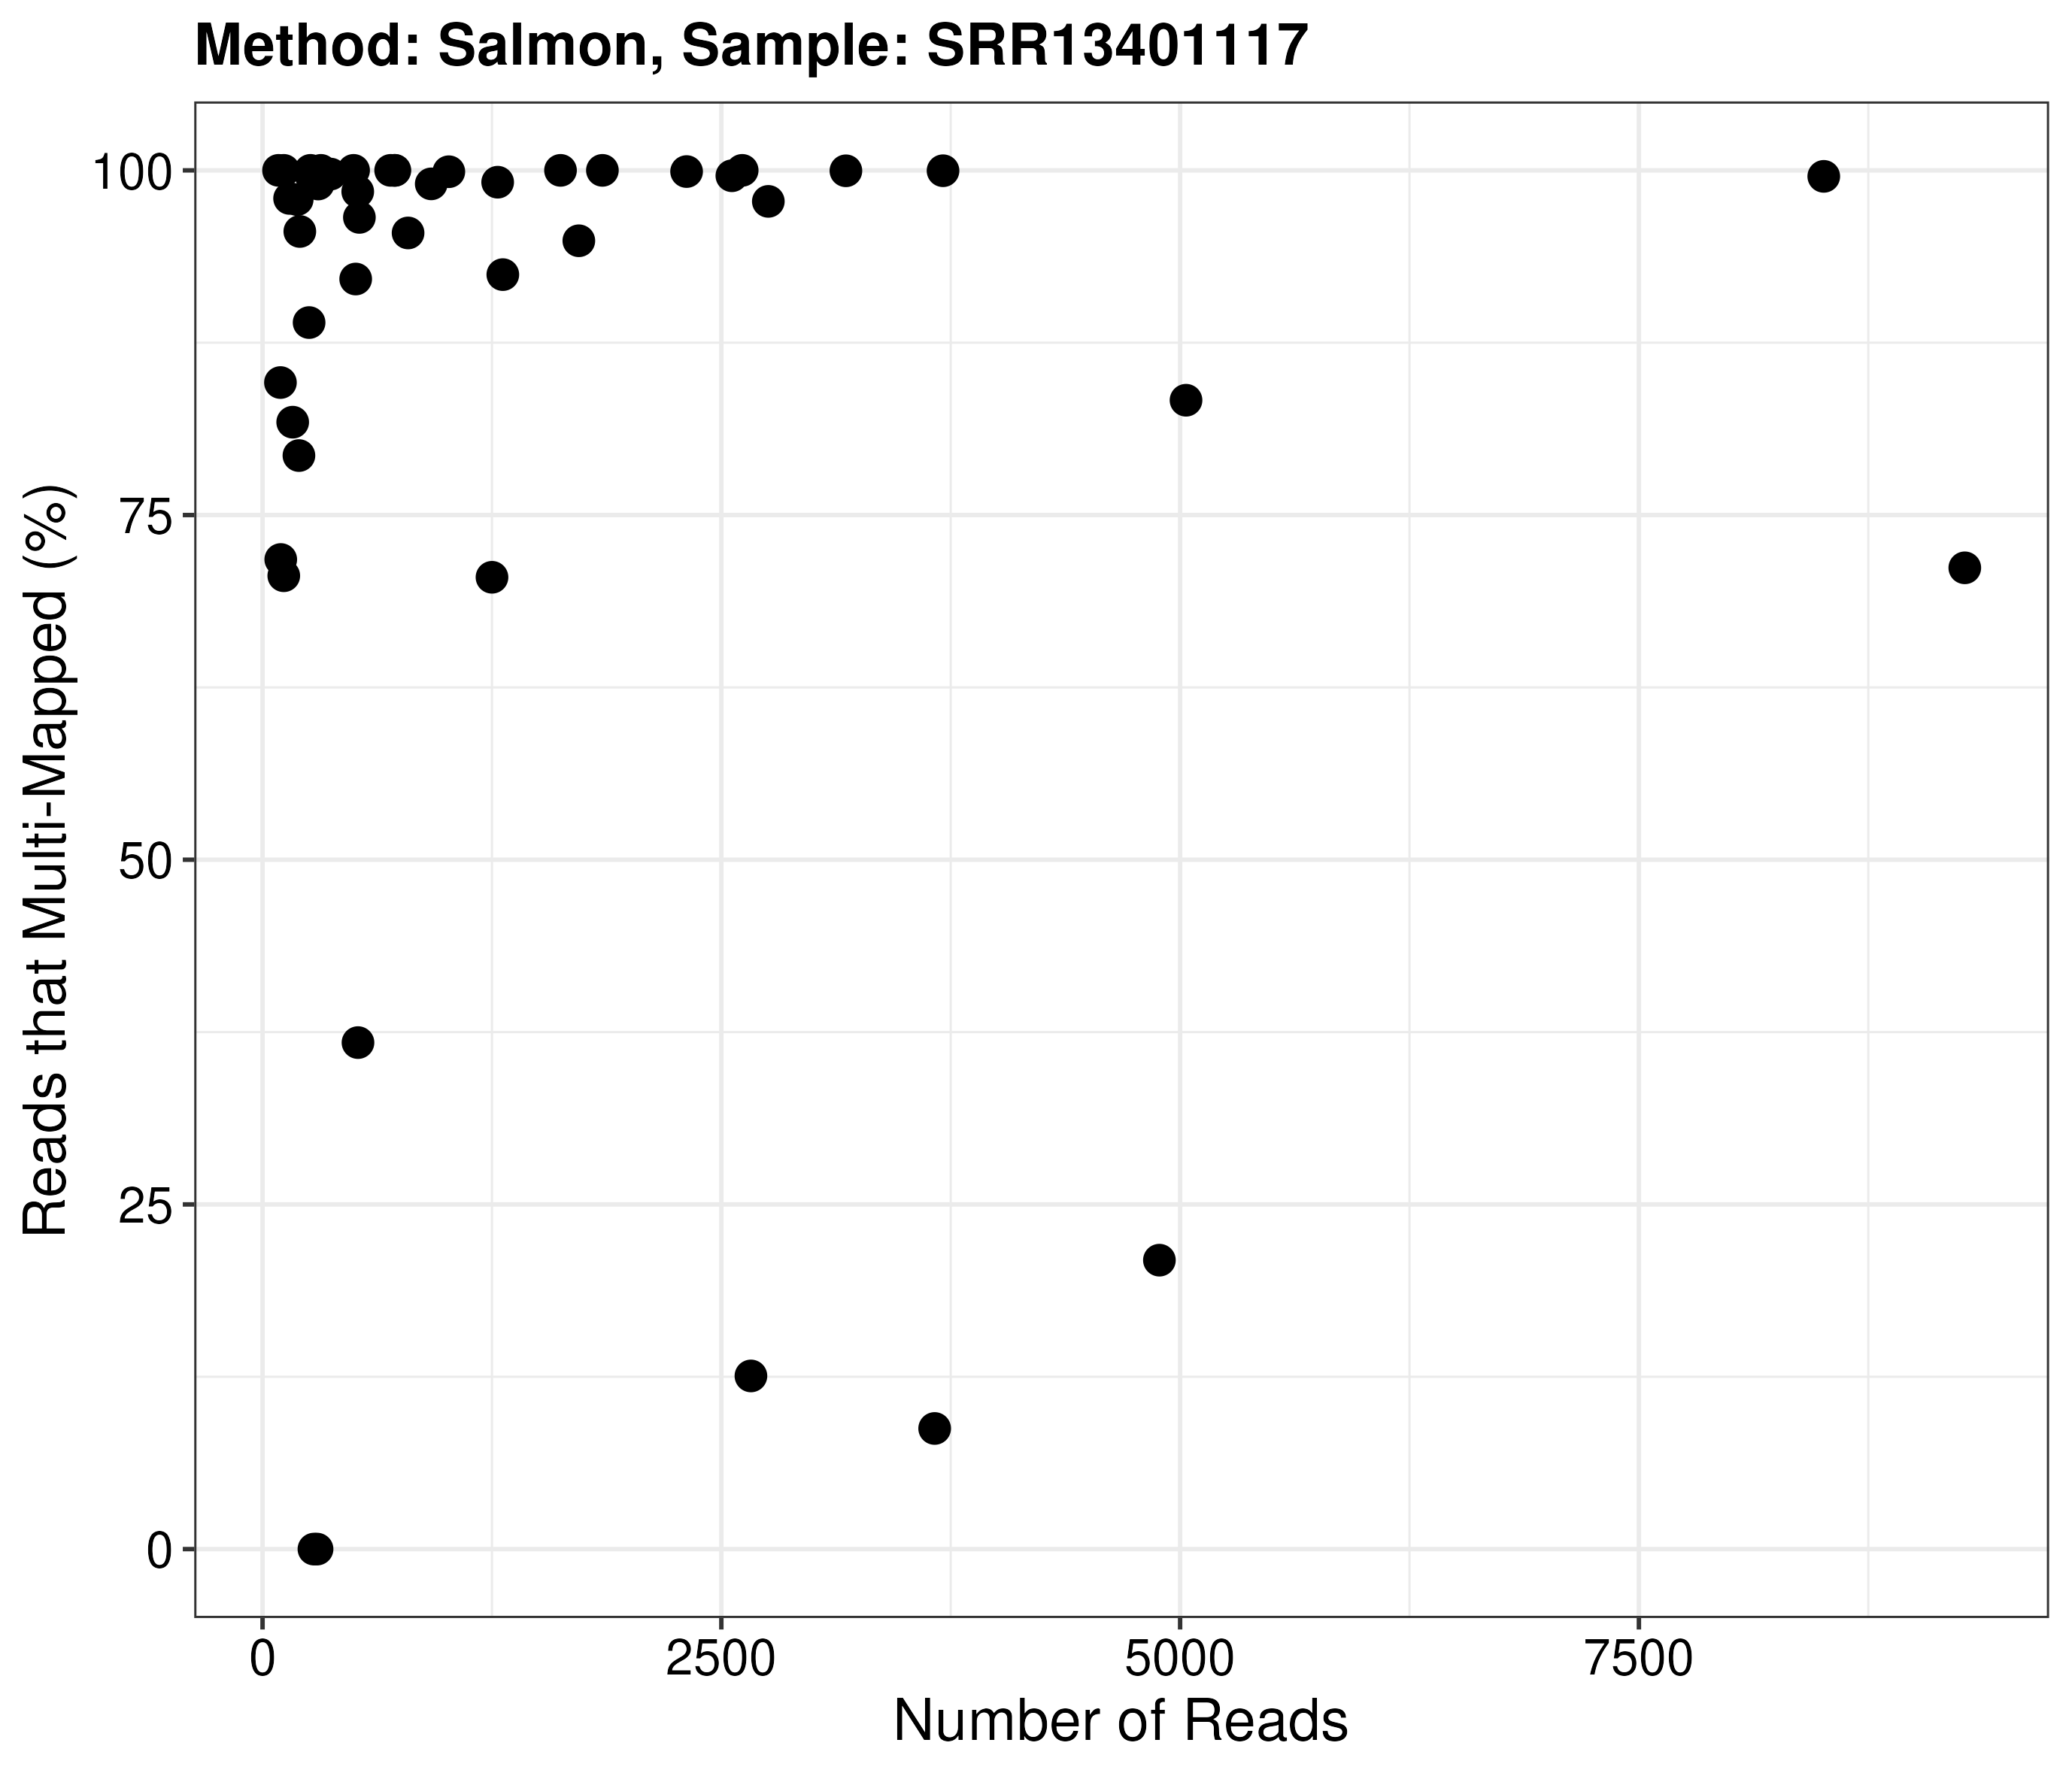 Method: Salmon, Sample: SRR13401117
Reads that Multi-Mapped (%)
100
75
50
25
0
0 2500 5000 7500
Number of Reads